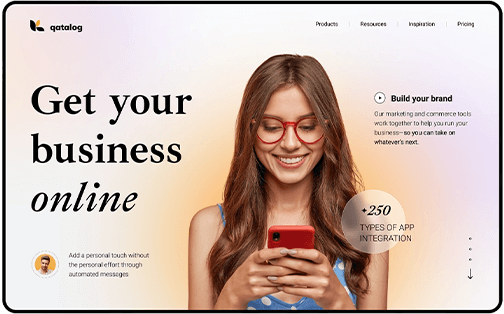 qatalog
Products
Resources
Inspiration
Pricing
Get your
business
online
Build your brand
Our marketing and commerce tools
work together to help you run your
business—so you can take on
whatever's next.
+250
TYPES OF APP
INTEGRATION
Add a personal touch without
the personal effort through
automated messages